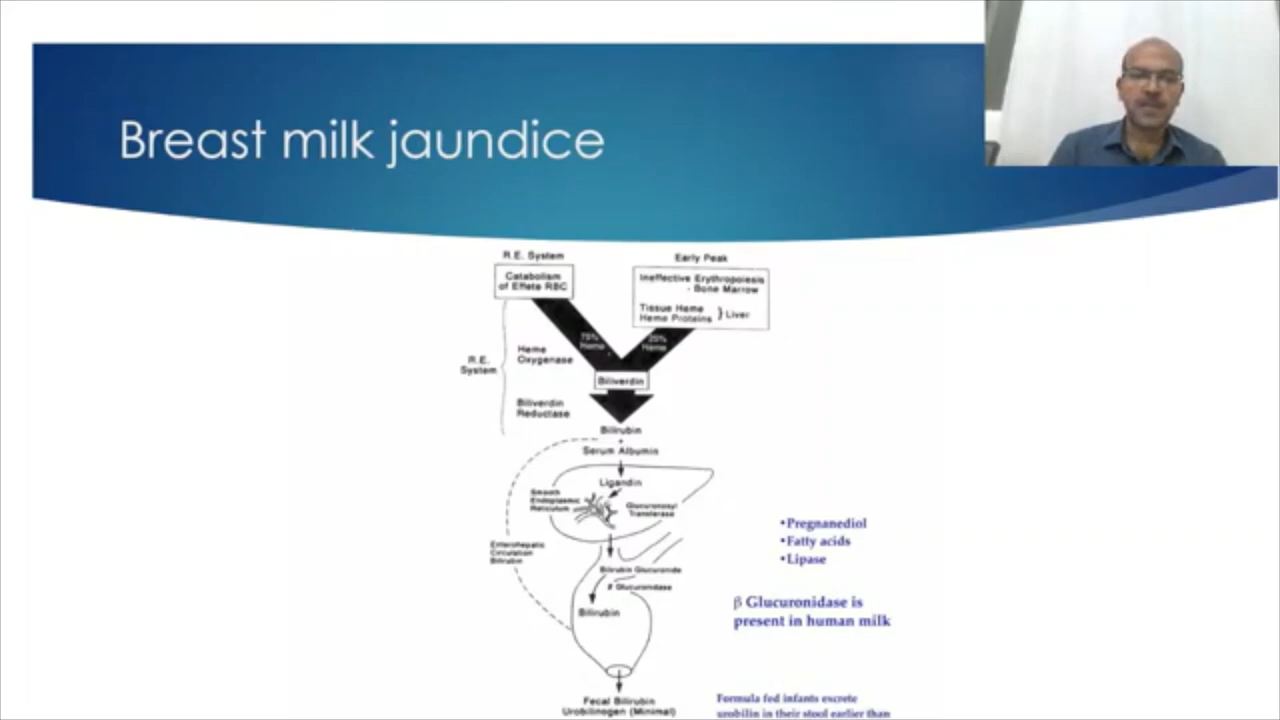 Breast milk jaundice
R.E. System
Early Peak
Catabolism
of Effete RBC
Ineffective Erythropoiesis
- Bone Marrow
Tissue Heme
Heme Proteins } Liver
75%
Heme
25%
Heme
R.E.
System
Heme
Oxygenase
Biliverdin
Biliverdin
Reductase
Bilirubin
+
Serum Albumin
Ligandin
Smooth
Endoplasmic
Reticulum
Glucuronosyl
Transferase
Enterohepatic
Circulation
Bilirubin
Bilirubin Glucuronide
β Glucuronidase
Bilirubin
Fecal Bilirubin
Urobilinogen (Minimal)
•Pregnanediol
•Fatty acids
•Lipase
β Glucuronidase is
present in human milk
Formula fed infants excrete
urobilin in their stool earlier than